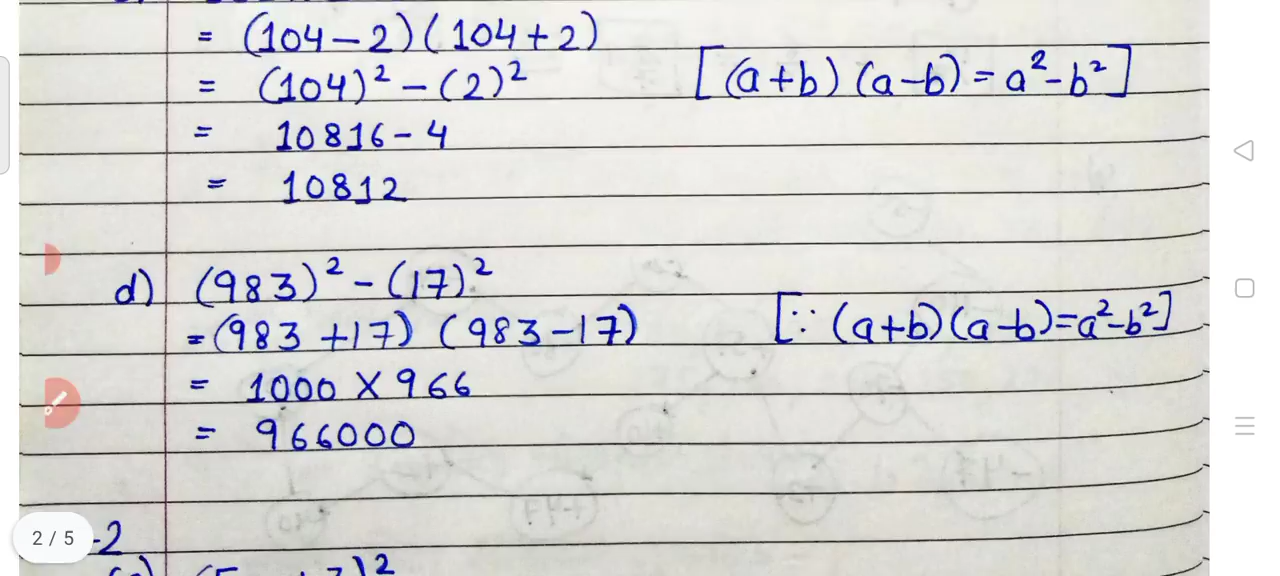 = (104-2)(104+2)
= (104)² - (2)² [(a+b)(a-b) = a²-b²]
= 10816-4
= 10812
d) (983)² - (17)²
= (983 +17) (983-17) [∵ (a+b)(a-b)=a²-b²]
= 1000 X 966
= 966000
2 / 5 -2